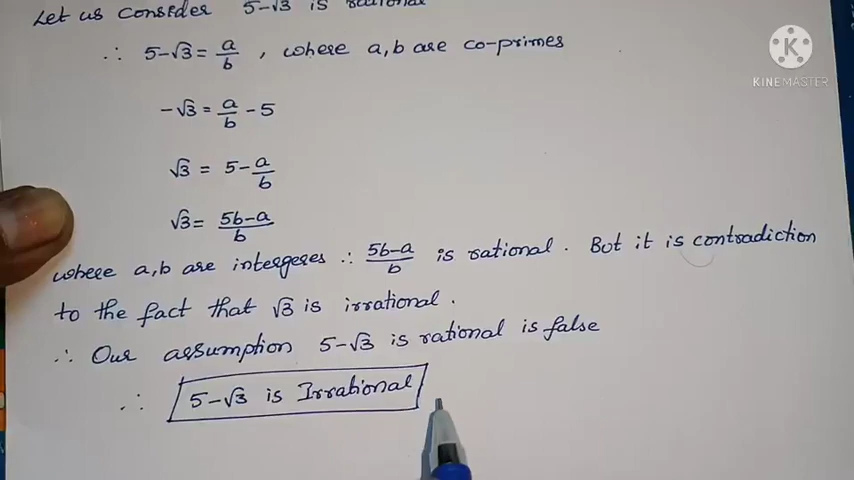 Let us consider 5-√3 is rational
∴ 5-√3 = a/b , where a,b are co-primes
-√3 = a/b - 5
√3 = 5 - a/b
√3 = 5b-a/b
where a,b are intergeres ∴ 5b-a/b is rational. But it is contradiction
to the fact that √3 is irrational.
∴ Our assumption 5-√3 is rational is false
∴ 5-√3 is Irrational
K
KINEMASTER